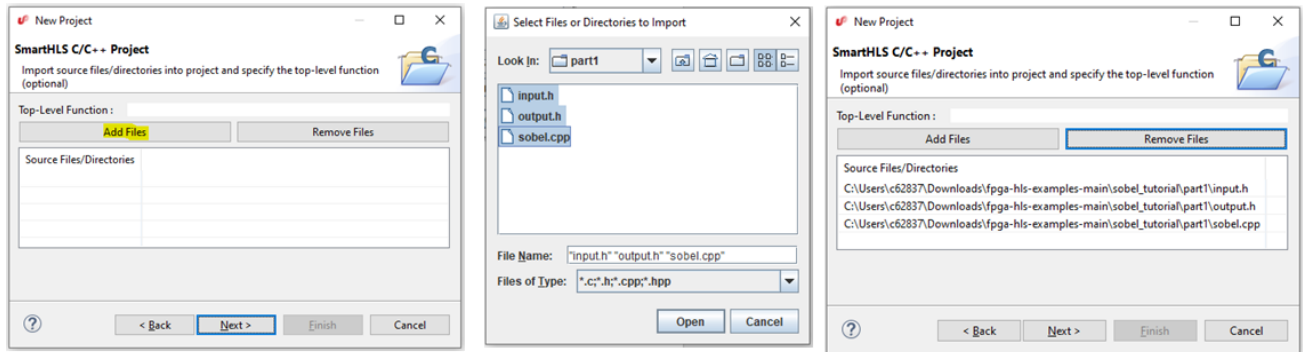 New Project
SmartHLS C/C++ Project
Import source files/directories into project and specify the top-level function
(optional)
Top-Level Function :
Add Files
Remove Files
Source Files/Directories
< Back
Next >
Finish
Cancel
Select Files or Directories to Import
Look In:
part1
input.h
output.h
sobel.cpp
File Name:
"input.h" "output.h" "sobel.cpp"
Files of Type:
*.c;*.h;*.cpp;*.hpp
Open
Cancel
New Project
SmartHLS C/C++ Project
Import source files/directories into project and specify the top-level function
(optional)
Top-Level Function :
Add Files
Remove Files
Source Files/Directories
C:\Users\c62837\Downloads\fpga-hls-examples-main\sobel_tutorial\part1\input.h
C:\Users\c62837\Downloads\fpga-hls-examples-main\sobel_tutorial\part1\output.h
C:\Users\c62837\Downloads\fpga-hls-examples-main\sobel_tutorial\part1\sobel.cpp
< Back
Next >
Finish
Cancel